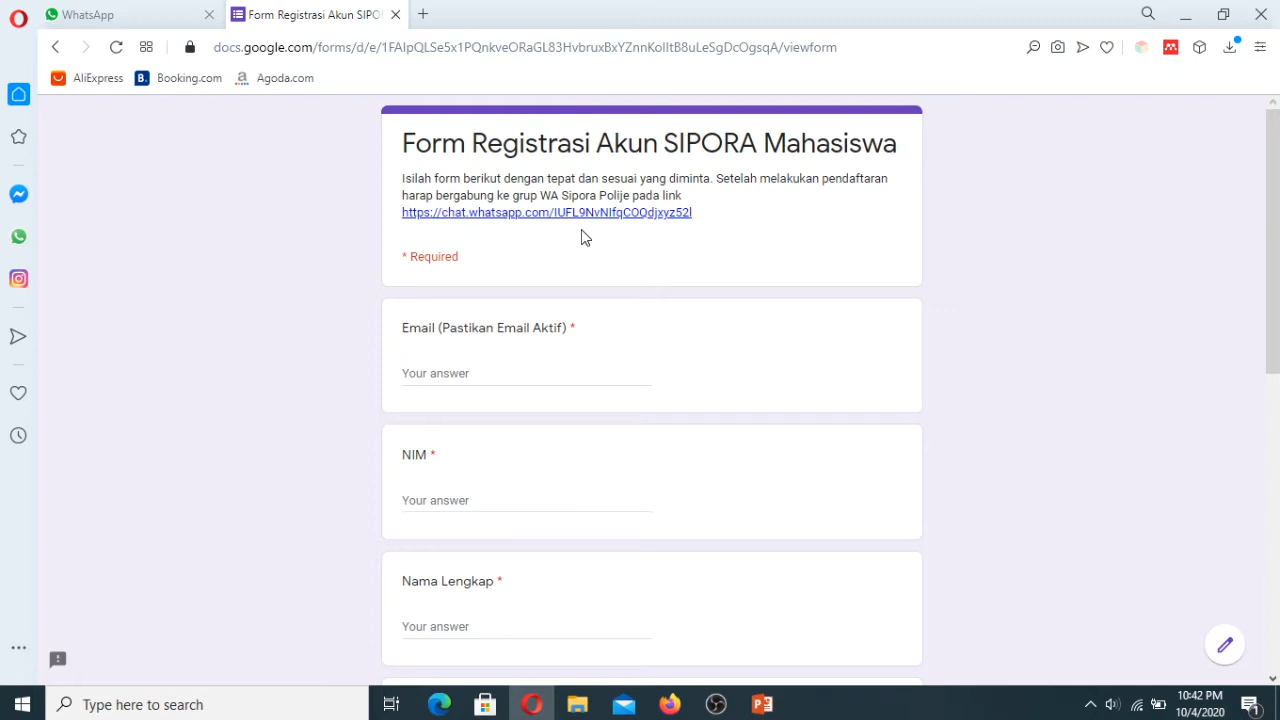 WhatsApp
Form Registrasi Akun SIPO
docs.google.com/forms/d/e/1FAIpQLSe5x1PQnkveORaGL83HvbruxBxYZnnKolltB8uLeSgDcOgsqA/viewform
AliExpress
B. Booking.com
a Agoda.com
Form Registrasi Akun SIPORA Mahasiswa
Isilah form berikut dengan tepat dan sesuai yang diminta. Setelah melakukan pendaftaran
harap bergabung ke grup WA Sipora Polije pada link
https://chat.whatsapp.com/IUFL9NvNIfqCOQdjxyz52l
* Required
Email (Pastikan Email Aktif) *
Your answer
NIM *
Your answer
Nama Lengkap *
Your answer
Type here to search
10:42 PM
10/4/2020
1